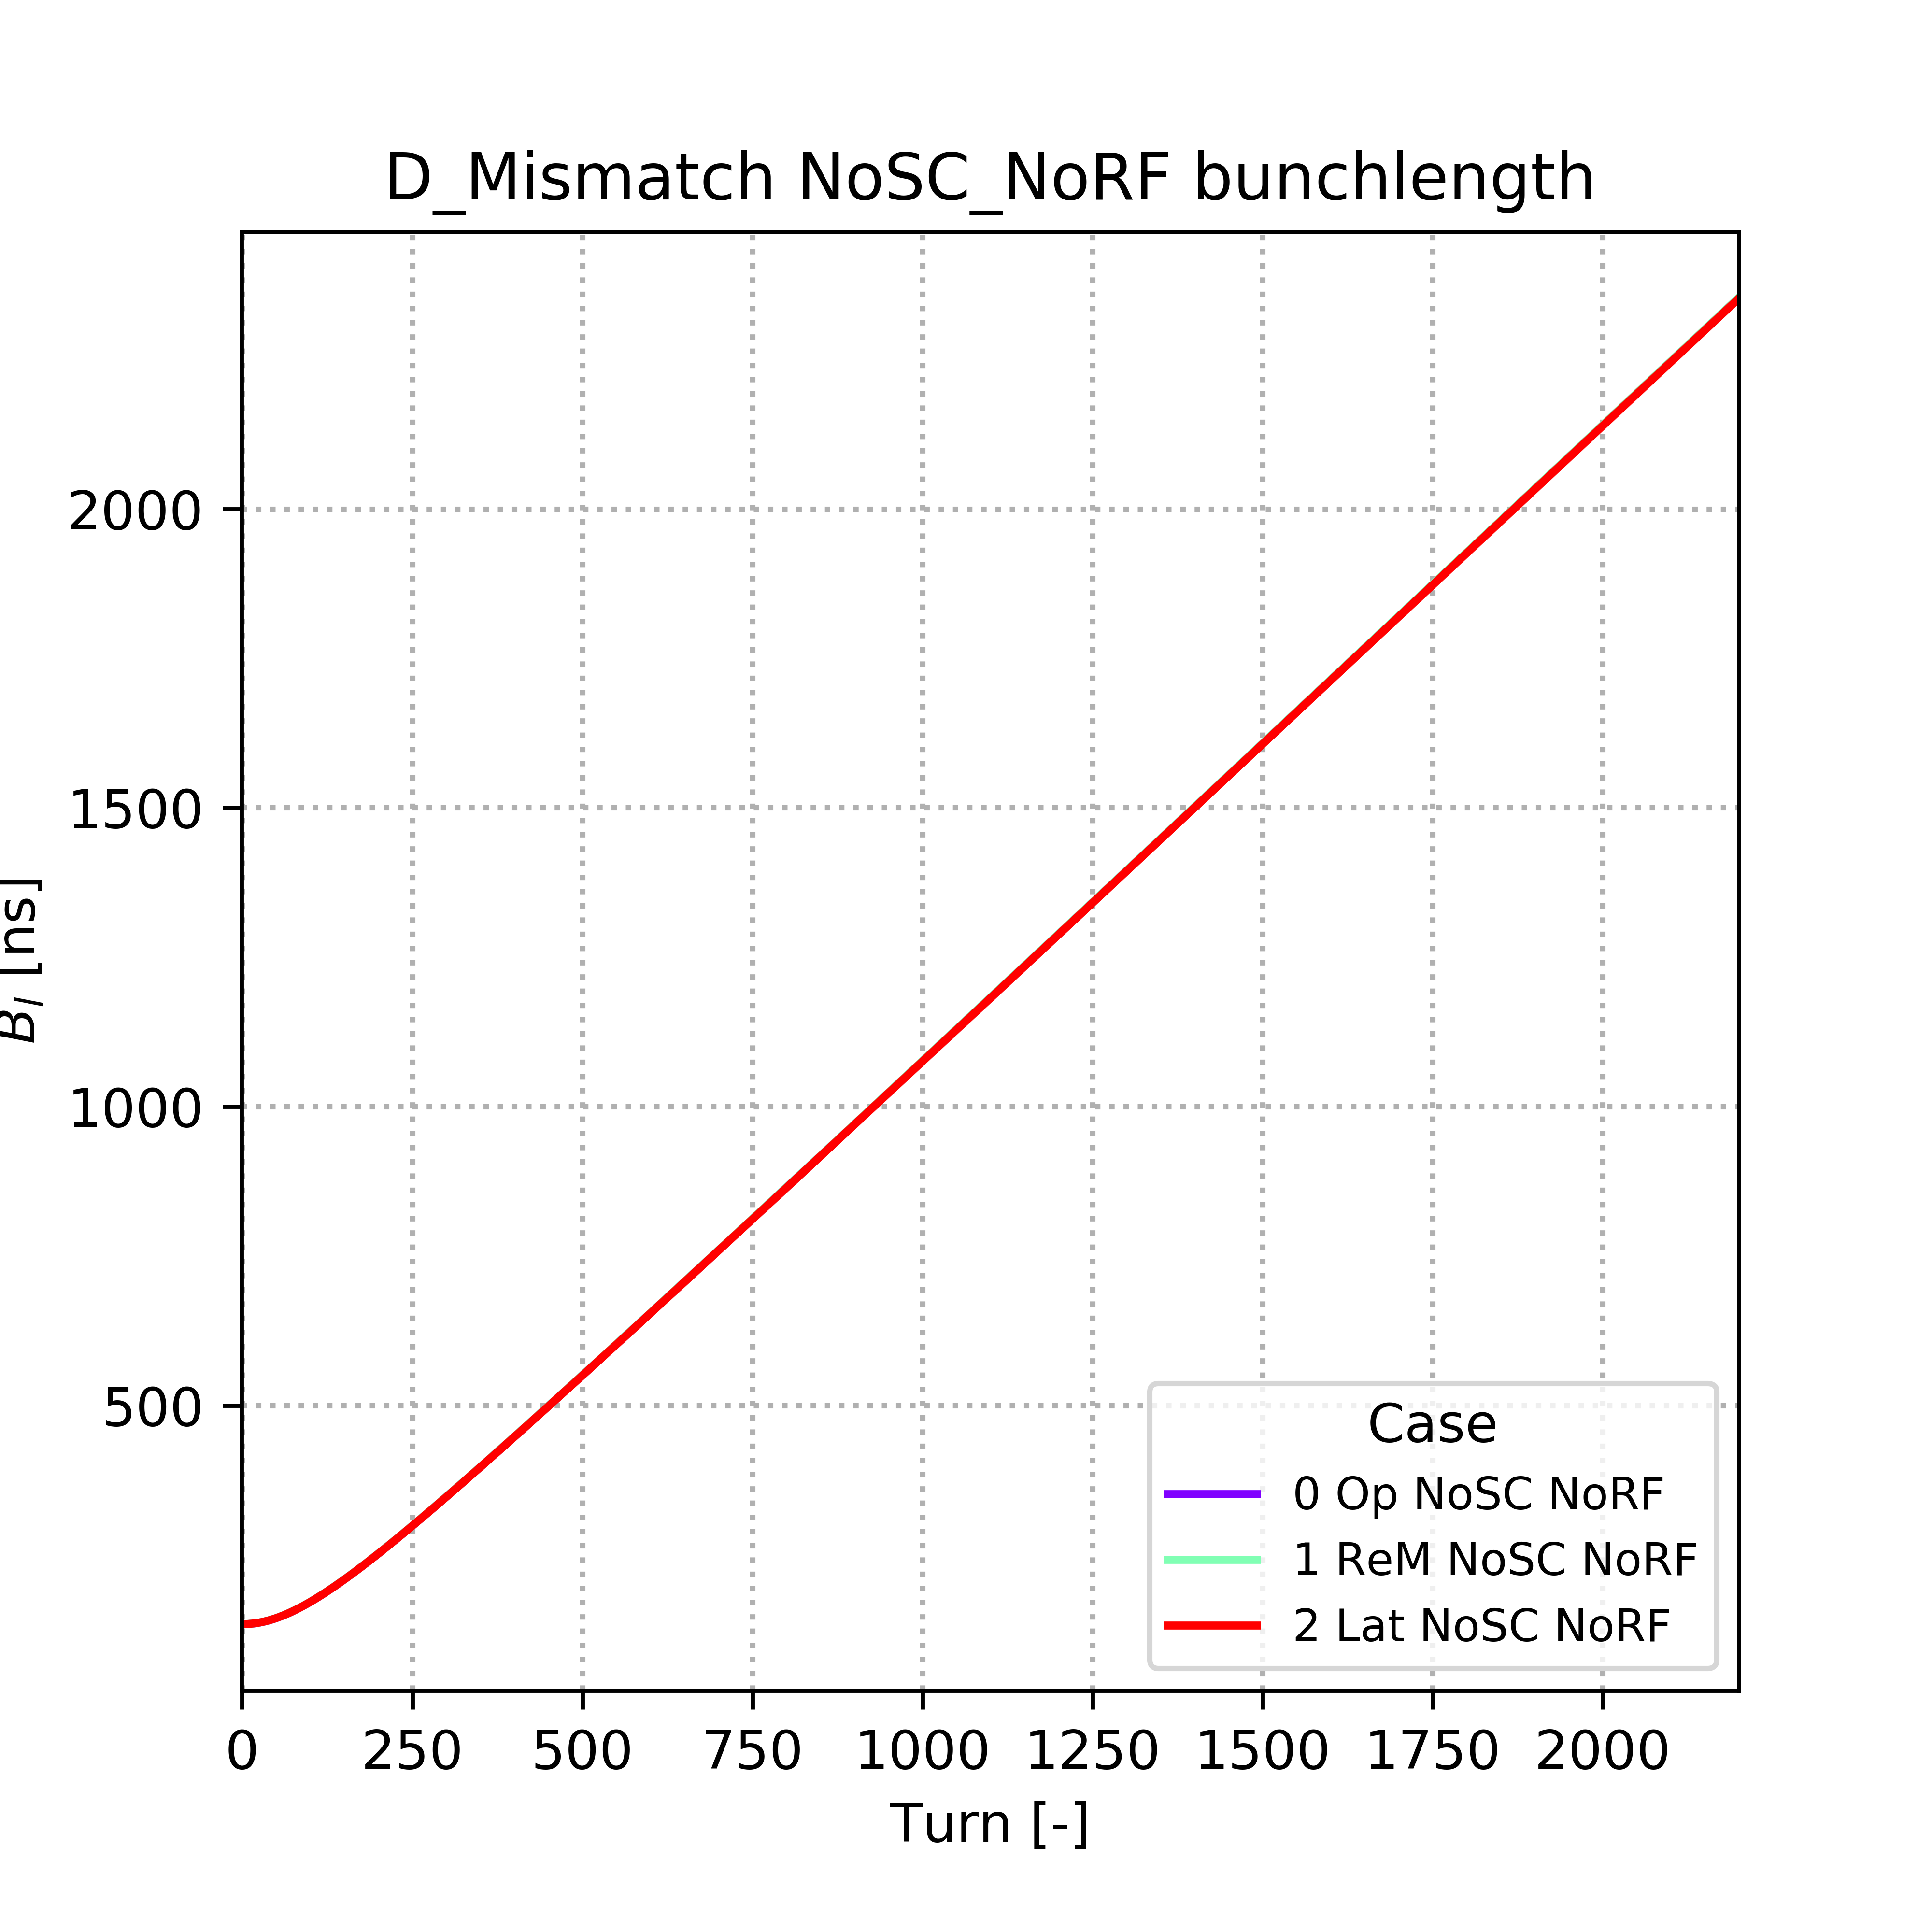 D_Mismatch NoSC_NoRF bunchlength
2000
1500
1000
500
B_l [ns]
Case
0 Op NoSC NoRF
1 ReM NoSC NoRF
2 Lat NoSC NoRF
0 250 500 750 1000 1250 1500 1750 2000
Turn [-]